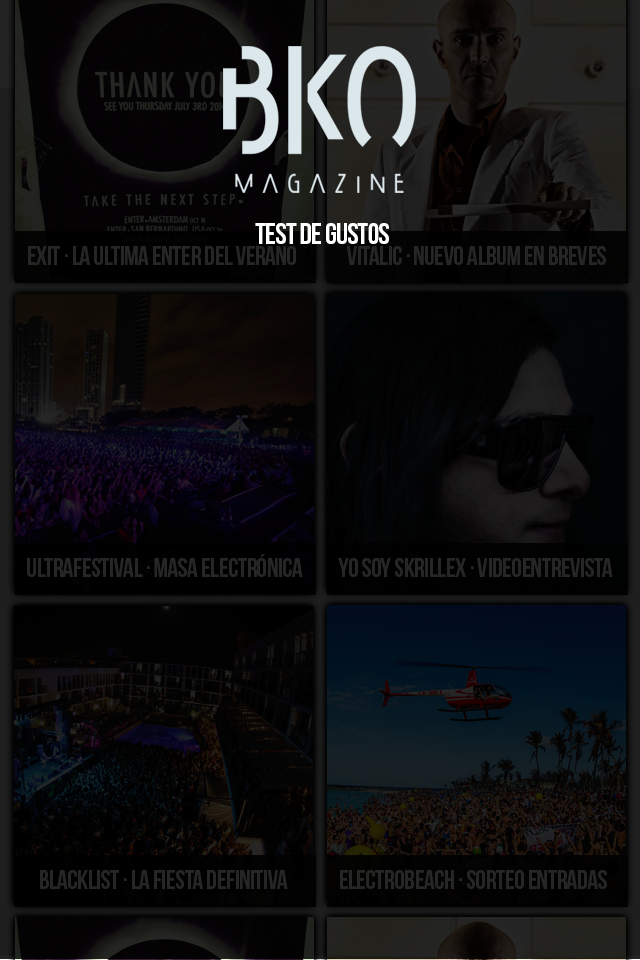 THANK YOU
SEE YOU THURSDAY JULY 3RD
TAKE THE NEXT STEP.
ENTER.AMSTERDAM OCT
ENTER.SAN BERNARDINO, USA
BKO
MAGAZINE
TEST DE GUSTOS
EXIT · LA ULTIMA ENTER DEL VERANO
VITALIC · NUEVO ALBUM EN BREVES
ULTRAFESTIVAL · MASA ELECTRÓNICA
YO SOY SKRILLEX · VIDEOENTREVISTA
BLACKLIST · LA FIESTA DEFINITIVA
ELECTROBEACH · SORTEO ENTRADAS